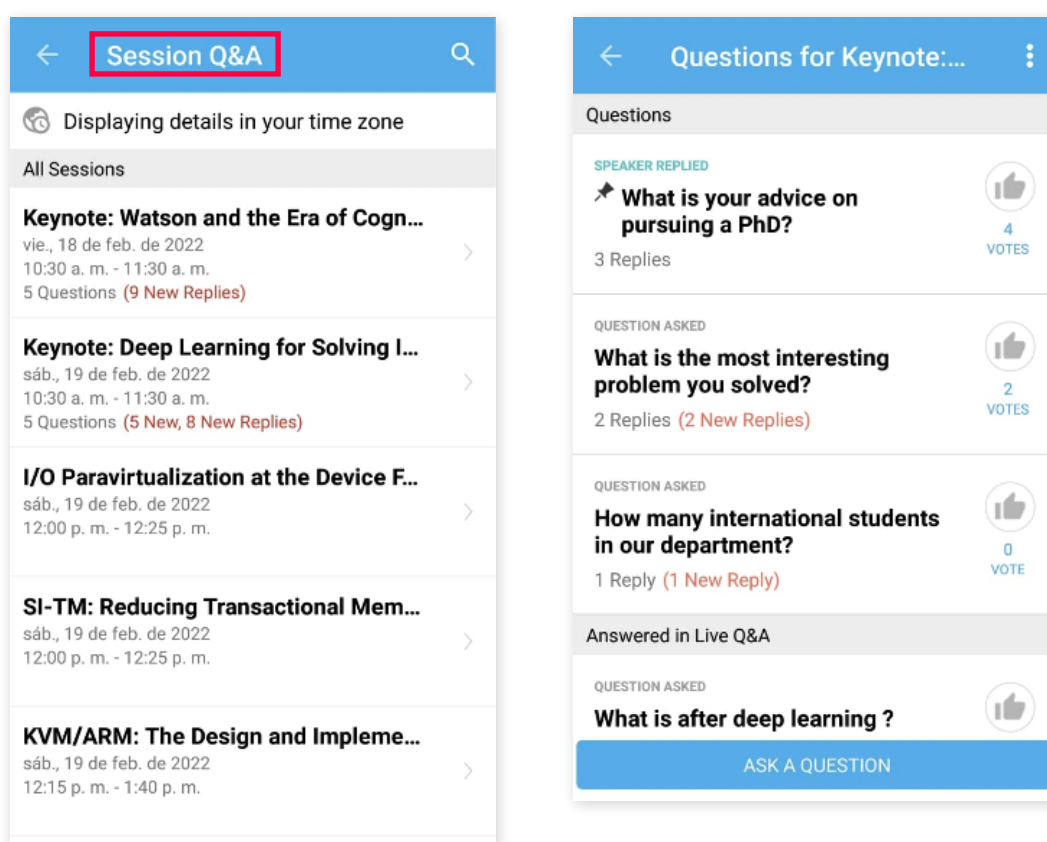 Session Q&A
Displaying details in your time zone
All Sessions
Keynote: Watson and the Era of Cogn...
vie., 18 de feb. de 2022
10:30 a. m. - 11:30 a. m.
5 Questions (9 New Replies)
Keynote: Deep Learning for Solving I...
sáb., 19 de feb. de 2022
10:30 a. m. - 11:30 a. m.
5 Questions (5 New, 8 New Replies)
I/O Paravirtualization at the Device F...
sáb., 19 de feb. de 2022
12:00 p. m. - 12:25 p. m.
SI-TM: Reducing Transactional Mem...
sáb., 19 de feb. de 2022
12:00 p. m. - 12:25 p. m.
KVM/ARM: The Design and Impleme...
sáb., 19 de feb. de 2022
12:15 p. m. - 1:40 p. m.
Questions for Keynote:...
Questions
SPEAKER REPLIED
What is your advice on
pursuing a PhD?
3 Replies
4
VOTES
QUESTION ASKED
What is the most interesting
problem you solved?
2 Replies (2 New Replies)
2
VOTES
QUESTION ASKED
How many international students
in our department?
1 Reply (1 New Reply)
0
VOTE
Answered in Live Q&A
QUESTION ASKED
What is after deep learning ?
ASK A QUESTION